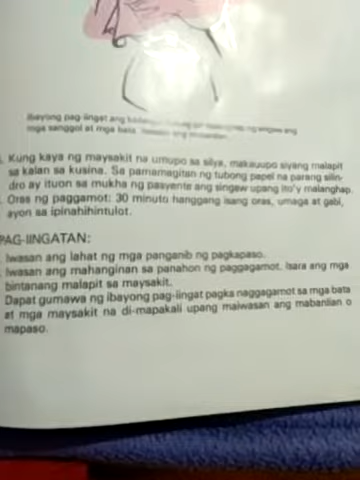 Ibayong pag-iingat ang
mga sanggol at mga bata.
Kung kaya ng maysakit na umupo sa silya, makauupo siyang malapit
sa kalan sa kusina. Sa pamamagitan ng tubong papel na parang silin-
dro ay ituon sa mukha ng pasyente ang singaw upang ito'y malanghap.
Oras ng paggamot: 30 minuto hanggang isang oras, umaga at gabi,
ayon sa ipinahihintulot.
PAG-IINGATAN:
Iwasan ang lahat ng mga panganib ng pagkapaso.
Iwasan ang mahanginan sa panahon ng paggagamot. Isara ang mga
bintanang malapit sa maysakit.
Dapat gumawa ng ibayong pag-iingat pagka naggagamot sa mga bata
at mga maysakit na di-mapakali upang maiwasan ang mabanlian o
mapaso.